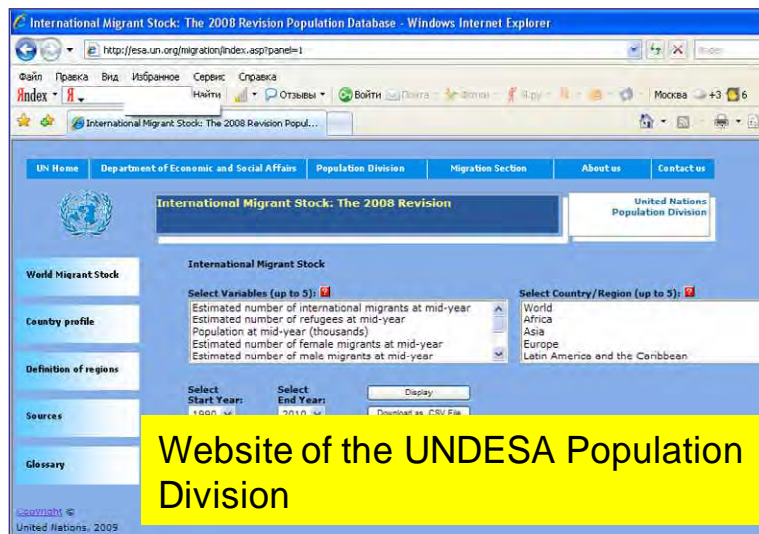 International Migrant Stock: The 2008 Revision Population Database - Windows Internet Explorer
http://esa.un.org/migration/index.asp?panel=1
Файл Правка Вид Избранное Сервис Справка
Яndex Я Найти Отзывы Войти Почта Я.ру Москва +3 6
International Migrant Stock: The 2008 Revision Popul...
UN Home Department of Economic and Social Affairs Population Division Migration Section About us Contact us
International Migrant Stock: The 2008 Revision
United Nations
Population Division
World Migrant Stock
Country profile
Definition of regions
Sources
Glossary
Copyright ©
United Nations, 2009
International Migrant Stock
Select Variables (up to 5): ?
Estimated number of international migrants at mid-year
Estimated number of refugees at mid-year
Population at mid-year (thousands)
Estimated number of female migrants at mid-year
Estimated number of male migrants at mid-year
Select Country/Region (up to 5): ?
World
Africa
Asia
Europe
Latin America and the Caribbean
Select
Start Year:
1990
Select
End Year:
2010
Display
Download as .CSV File
Website of the UNDESA Population
Division